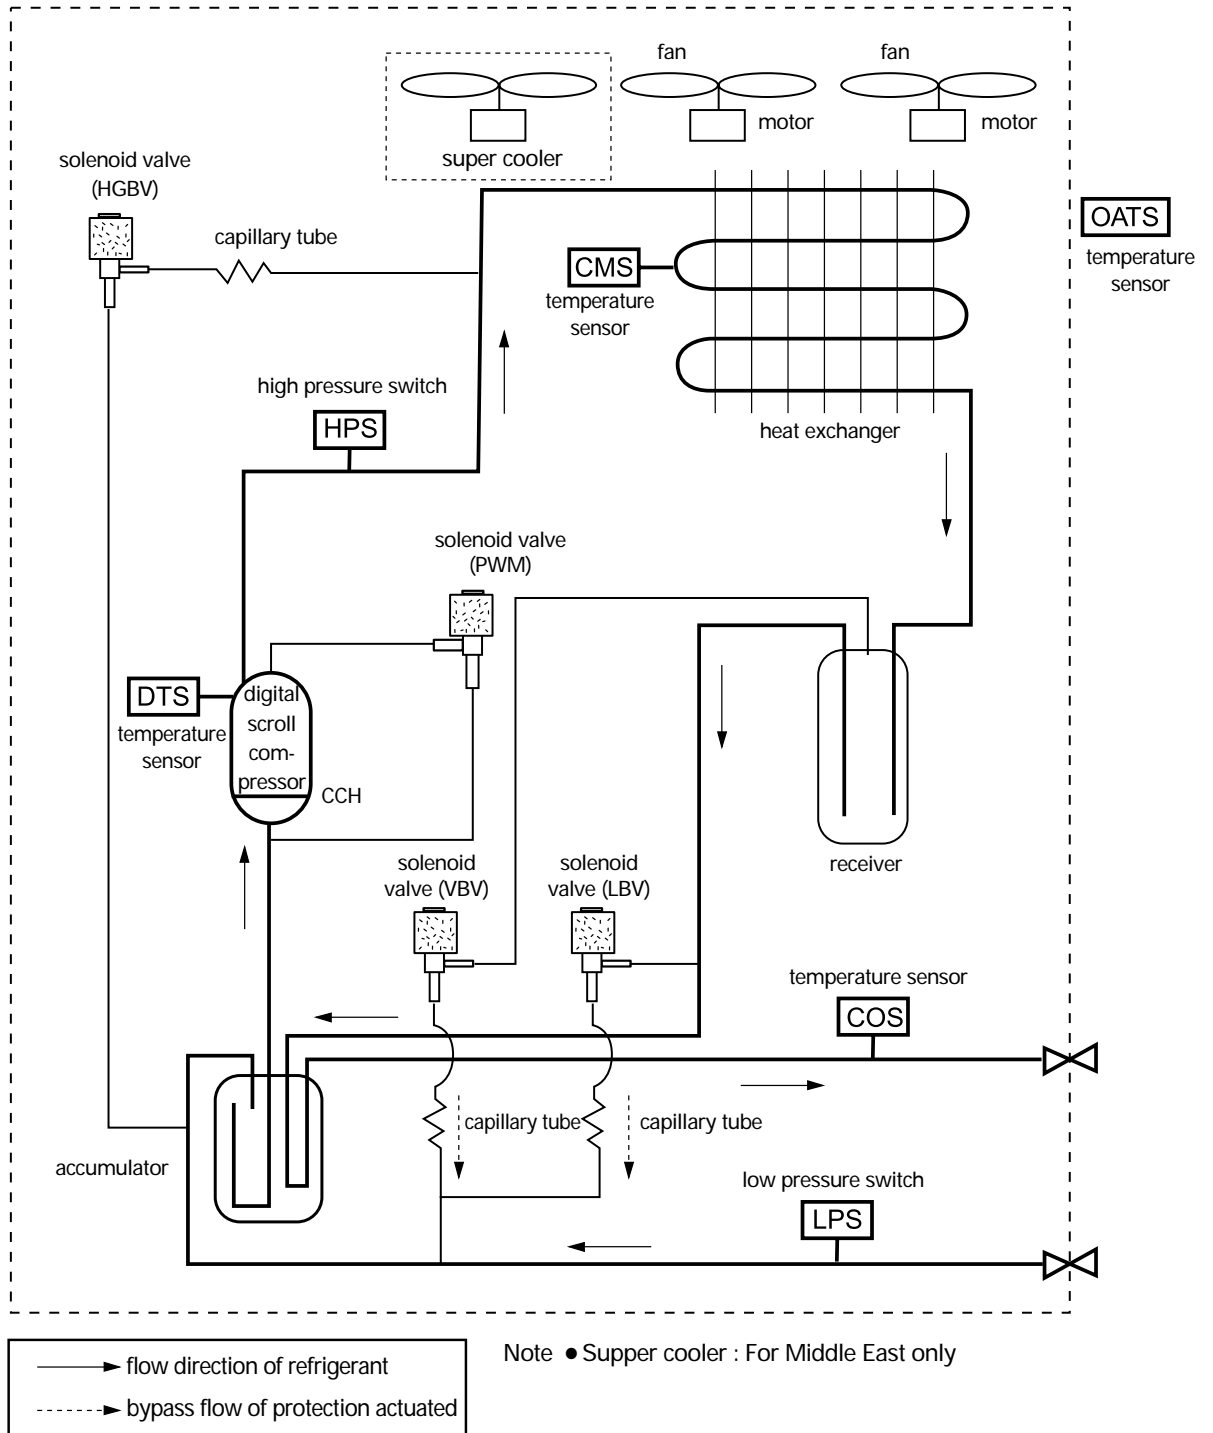 fan
fan
motor
motor
super cooler
solenoid valve
(HGBV)
capillary tube
OATS
temperature
sensor
CMS
temperature
sensor
high pressure switch
HPS
heat exchanger
solenoid valve
(PWM)
DTS
temperature
sensor
digital
scroll
com-
pressor
CCH
receiver
solenoid
valve (VBV)
solenoid
valve (LBV)
temperature sensor
COS
capillary tube
capillary tube
accumulator
low pressure switch
LPS
flow direction of refrigerant
bypass flow of protection actuated
Note ● Supper cooler : For Middle East only